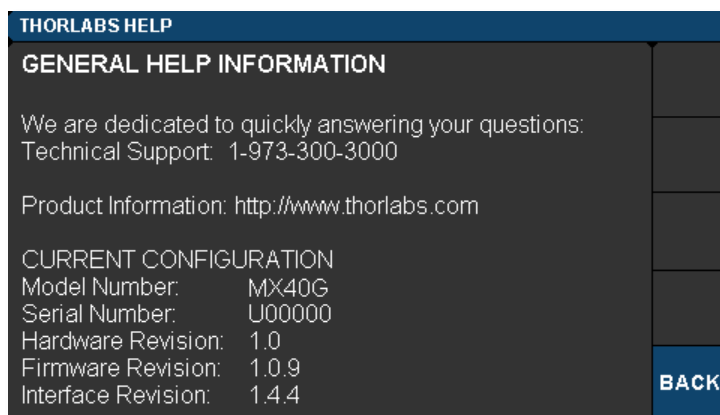 THORLABS HELP
GENERAL HELP INFORMATION
We are dedicated to quickly answering your questions:
Technical Support: 1-973-300-3000
Product Information: http://www.thorlabs.com
CURRENT CONFIGURATION
Model Number: MX40G
Serial Number: U00000
Hardware Revision: 1.0
Firmware Revision: 1.0.9
Interface Revision: 1.4.4
BACK